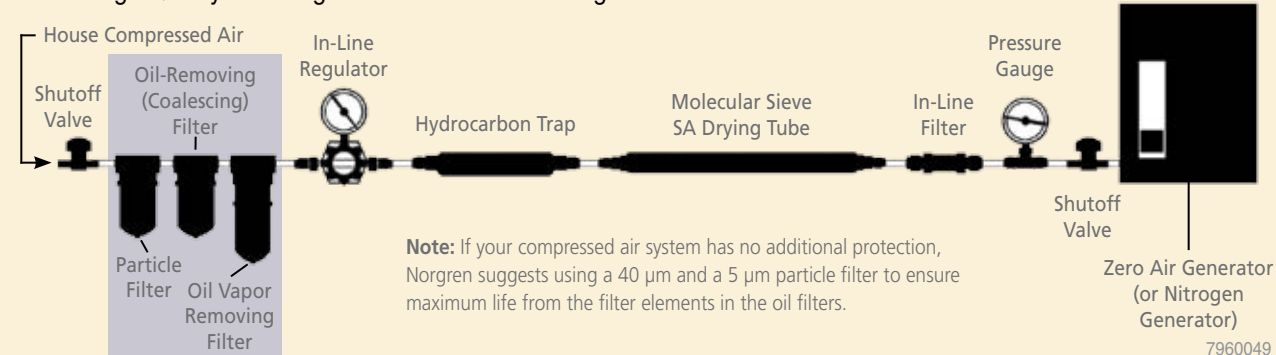 House Compressed Air
Shutoff
Valve
Oil-Removing
(Coalescing)
Filter
In-Line
Regulator
Hydrocarbon Trap
Molecular Sieve
SA Drying Tube
In-Line
Filter
Pressure
Gauge
Shutoff
Valve
Particle
Filter
Oil Vapor
Removing
Filter
Note: If your compressed air system has no additional protection,
Norgren suggests using a 40 µm and a 5 µm particle filter to ensure
maximum life from the filter elements in the oil filters.
Zero Air Generator
(or Nitrogen
Generator)
7960049